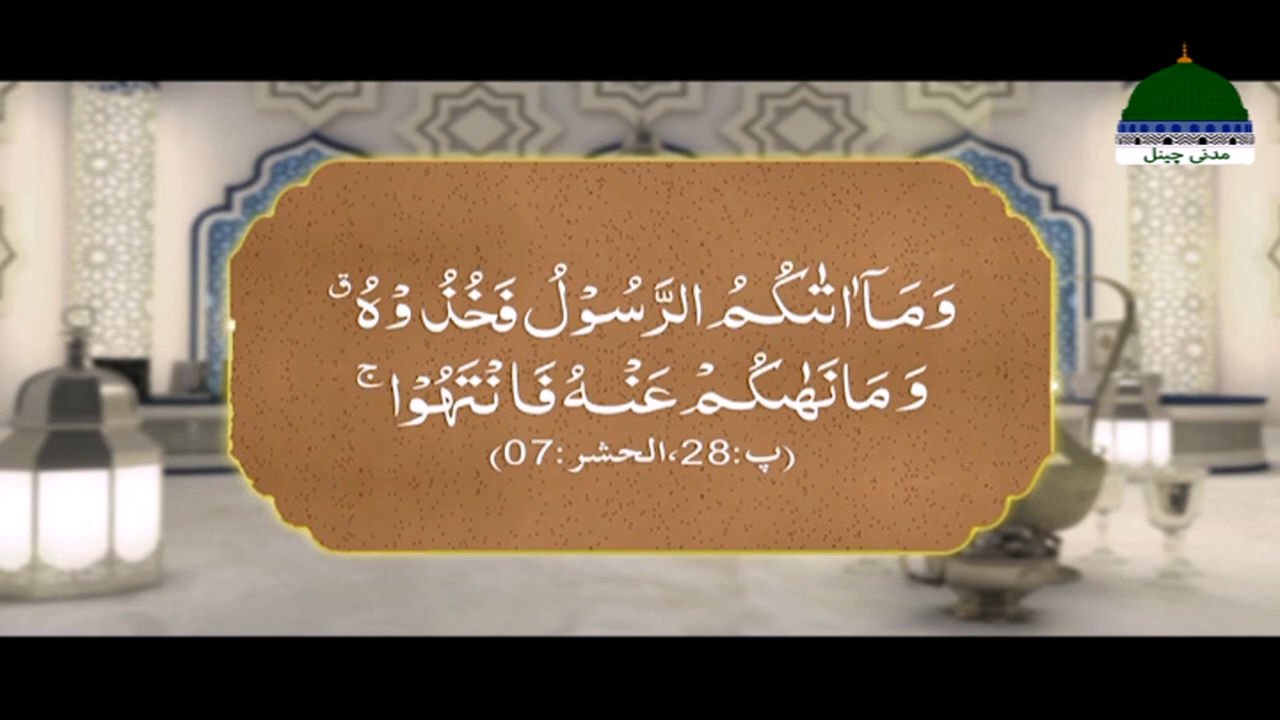 مدنی چینل
وَمَاۤ اٰتٰىكُمُ الرَّسُوْلُ فَخُذُوْهُ ۗ
وَ مَا نَهٰىكُمْ عَنْهُ فَانْتَهُوْا ۚ
(پ:28،الحشر:07)